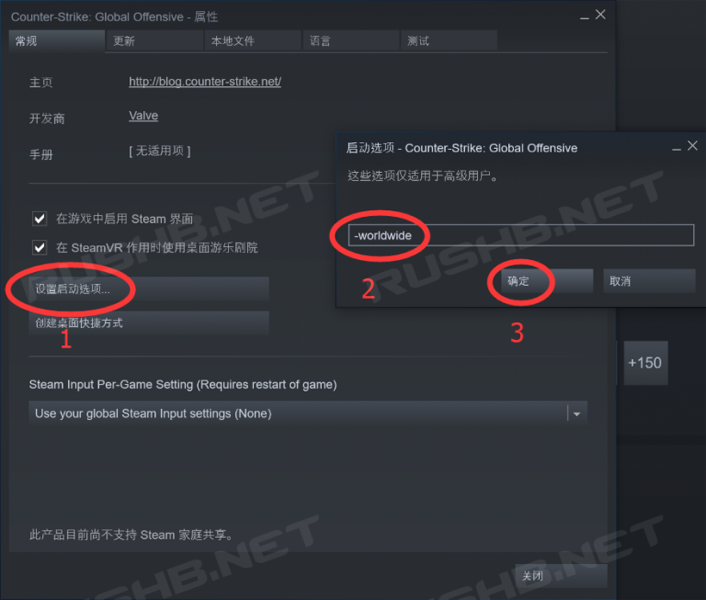 Counter-Strike: Global Offensive - 属性
常规 更新 本地文件 语言 测试
主页 http://blog.counter-strike.net/
开发商 Valve
手册 [ 无适用项 ]
在游戏中启用 Steam 界面
在 SteamVR 作用时使用桌面游乐剧院
设置启动选项...
1
创建桌面快捷方式
Steam Input Per-Game Setting (Requires restart of game)
Use your global Steam Input settings (None)
此产品目前尚不支持 Steam 家庭共享。
关闭
启动选项 - Counter-Strike: Global Offensive
这些选项仅适用于高级用户。
-worldwide
2
确定 取消
3
+150
RUSHB.NET
RUSHB.NET
RUSHB.NET
RUSHB.NET